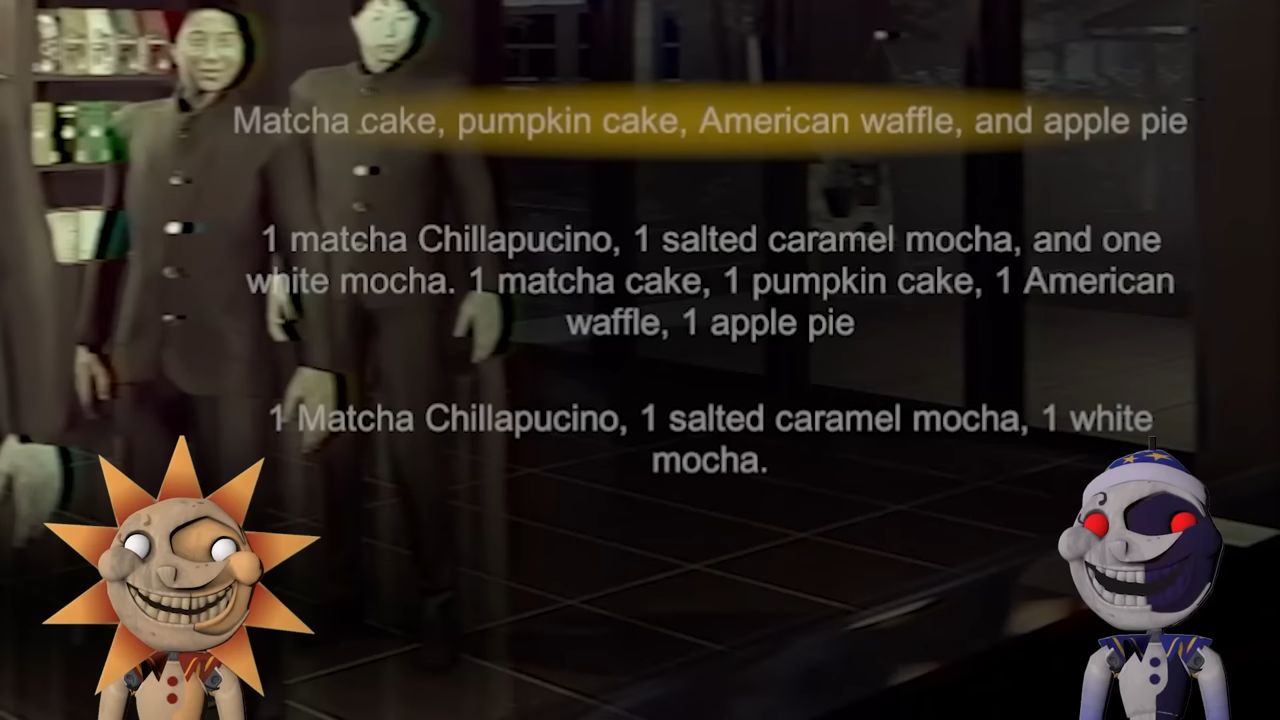 Matcha cake, pumpkin cake, American waffle, and apple pie
1 matcha Chillapucino, 1 salted caramel mocha, and one
white mocha. 1 matcha cake, 1 pumpkin cake, 1 American
waffle, 1 apple pie
1 Matcha Chillapucino, 1 salted caramel mocha, 1 white
mocha.